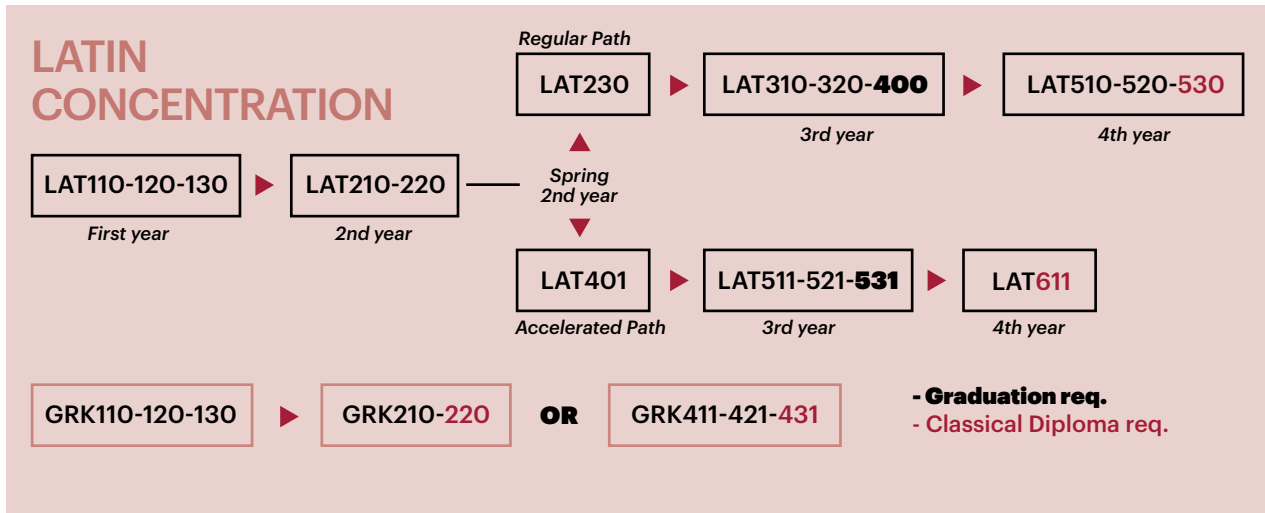 LATIN
CONCENTRATION
Regular Path
LAT230
LAT310-320-400
3rd year
LAT510-520-530
4th year
LAT110-120-130
First year
LAT210-220
2nd year
Spring
2nd year
LAT401
Accelerated Path
LAT511-521-531
3rd year
LAT611
4th year
GRK110-120-130
GRK210-220
OR
GRK411-421-431
- Graduation req.
- Classical Diploma req.